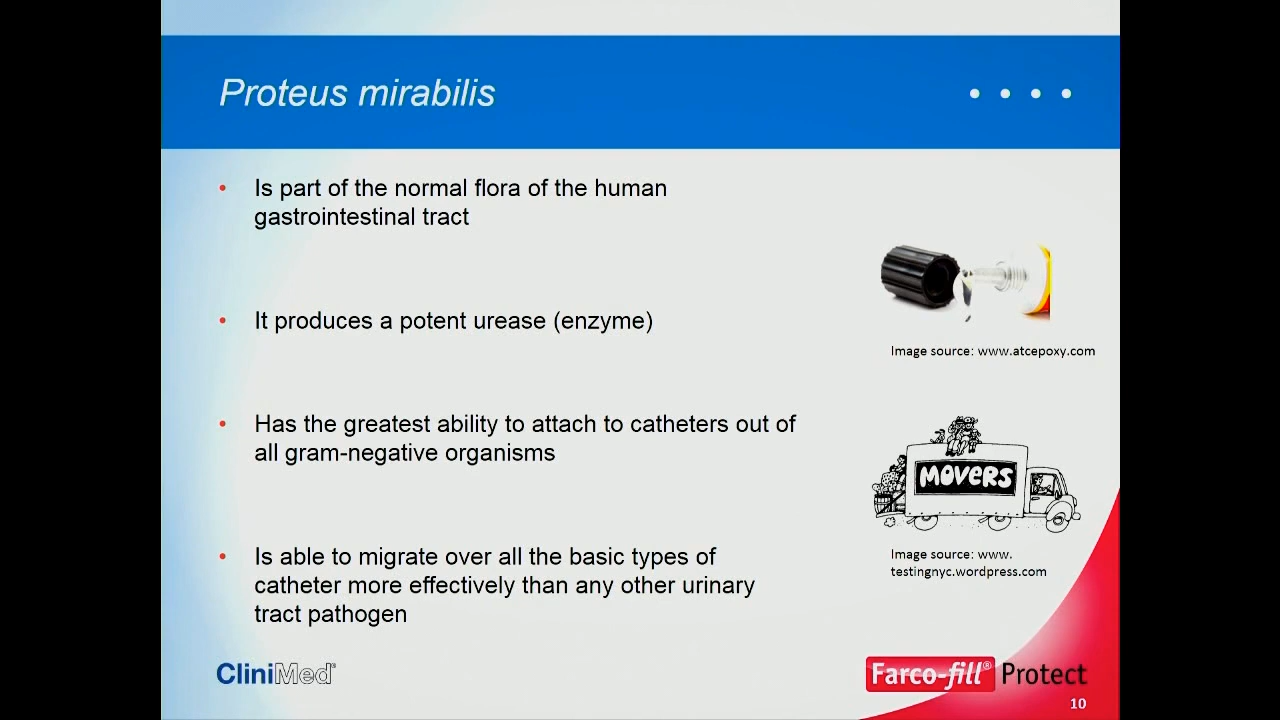 Proteus mirabilis
• Is part of the normal flora of the human
gastrointestinal tract
• It produces a potent urease (enzyme)
Image source: www.atcepoxy.com
• Has the greatest ability to attach to catheters out of
all gram-negative organisms
MOVERS
• Is able to migrate over all the basic types of
catheter more effectively than any other urinary
tract pathogen
Image source: www.
testingnyc.wordpress.com
CliniMed®
Farco-fill® Protect
10